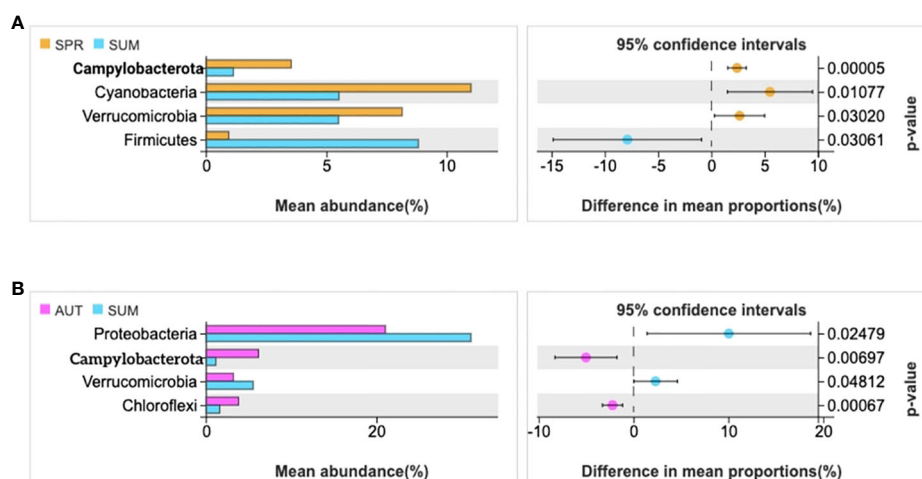 A
SPR SUM
Campylobacterota
Cyanobacteria
Verrucomicrobia
Firmicutes
0 5 10
Mean abundance(%)
95% confidence intervals
0.00005
0.01077
0.03020
0.03061
p-value
-15 -10 -5 0 5 10
Difference in mean proportions(%)
B
AUT SUM
Proteobacteria
Campylobacterota
Verrucomicrobia
Chloroflexi
0 20
Mean abundance(%)
95% confidence intervals
0.02479
0.00697
0.04812
0.00067
p-value
-10 0 10 20
Difference in mean proportions(%)